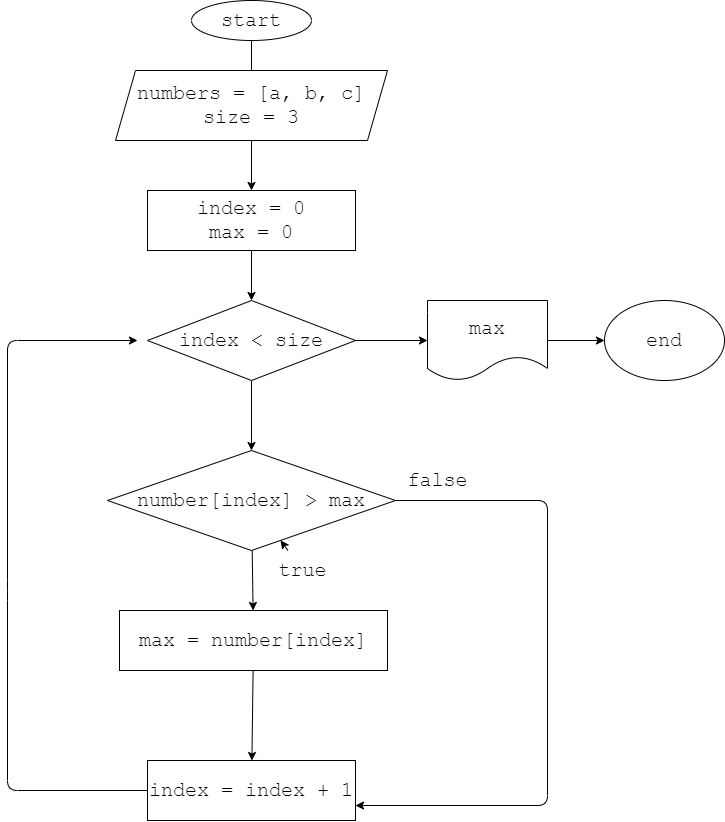 start
numbers = [a, b, c]
size = 3
index = 0
max = 0
index < size
max
end
number[index] > max
false
true
max = number[index]
index = index + 1